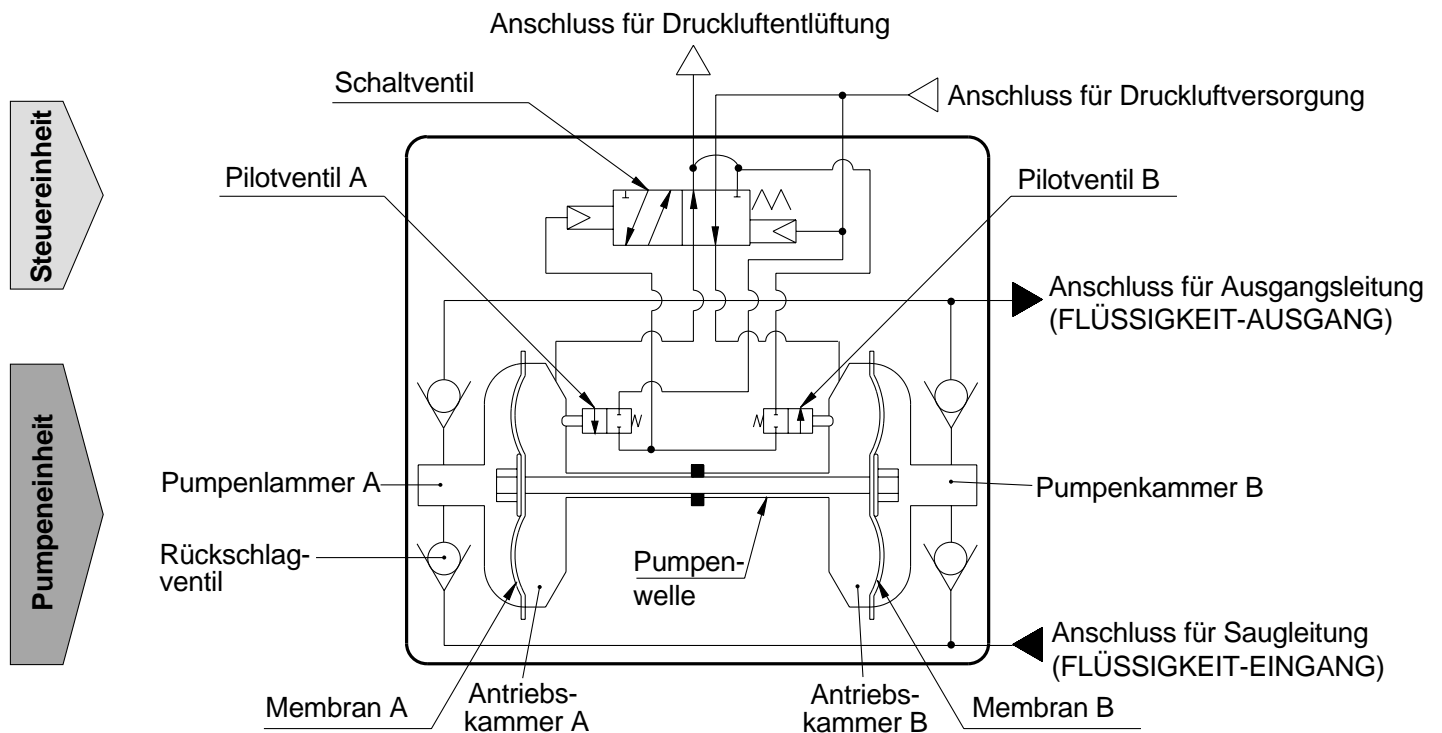 Anschluss für Druckluftentlüftung
Schaltventil
Anschluss für Druckluftversorgung
Steuereinheit
Pilotventil A
Pilotventil B
Anschluss für Ausgangsleitung
(FLÜSSIGKEIT-AUSGANG)
Pumpeneinheit
Pumpenlammer A
Pumpenkammer B
Rückschlag-
ventil
Pumpen-
welle
Anschluss für Saugleitung
(FLÜSSIGKEIT-EINGANG)
Membran A
Antriebs-
kammer A
Antriebs-
kammer B
Membran B